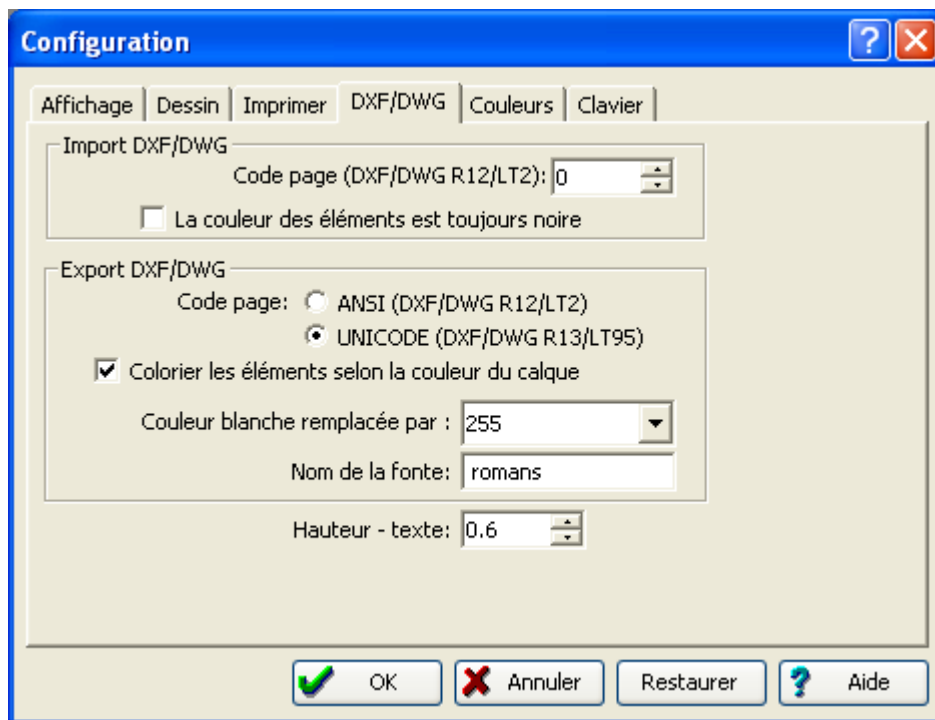 Configuration
Affichage Dessin Imprimer DXF/DWG Couleurs Clavier
Import DXF/DWG
Code page (DXF/DWG R12/LT2): 0
La couleur des éléments est toujours noire
Export DXF/DWG
Code page: ANSI (DXF/DWG R12/LT2)
UNICODE (DXF/DWG R13/LT95)
Colorier les éléments selon la couleur du calque
Couleur blanche remplacée par : 255
Nom de la fonte: romans
Hauteur - texte: 0.6
OK Annuler Restaurer Aide